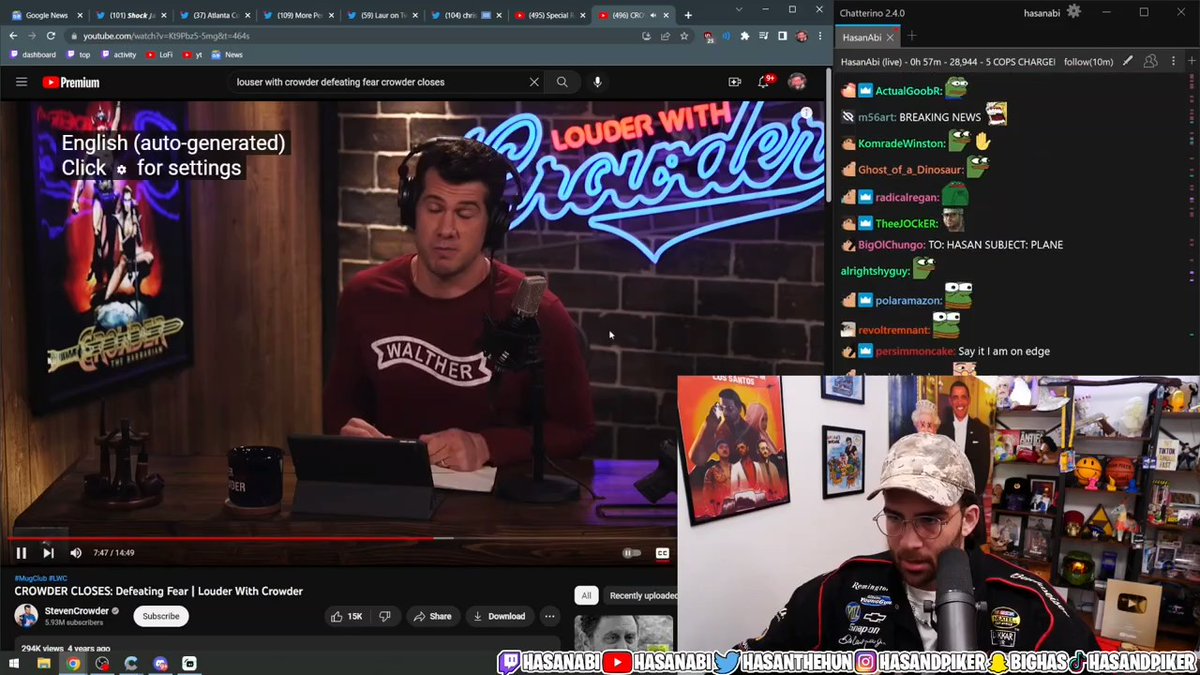 Google News
(101) Shock J
(37) Atlanta C
(109) More Pe
(59) Laur on Tw
(104) chris
(495) Special R
(496) CRO
youtube.com/watch?v=Kt9Pbz5-5mg&t=464s
dashboard
top
activity
LoFi
yt
News
Premium
louser with crowder defeating fear crowder closes
9+
English (auto-generated)
Click for settings
LOUDER WITH
Crowder
CROWDER
THE BARBARIAN
WALTHER
7:47 / 14:49
#MugClub #LWC
CROWDER CLOSES: Defeating Fear | Louder With Crowder
StevenCrowder
5.93M subscribers
Subscribe
15K
Share
Download
All
Recently uploaded
294K views 4 years ago
Chatterino 2.4.0
hasanabi
HasanAbi
HasanAbi (live) - 0h 57m - 28,944 - 5 COPS CHARGE!
follow(10m)
ActualGoobR:
m56art: BREAKING NEWS
KomradeWinston:
Ghost_of_a_Dinosaur:
radicalregan:
TheeJOCkER:
BigOlChungo: TO: HASAN SUBJECT: PLANE
alrightshyguy:
polaramazon:
revoltremnant:
persimmoncake: Say it I am on edge
LOS SANTOS
Remington
Snap-on
HASANABI
HASANABI
HASANTHEHUN
HASANDPIKER
BIGHAS
HASANDPIKER